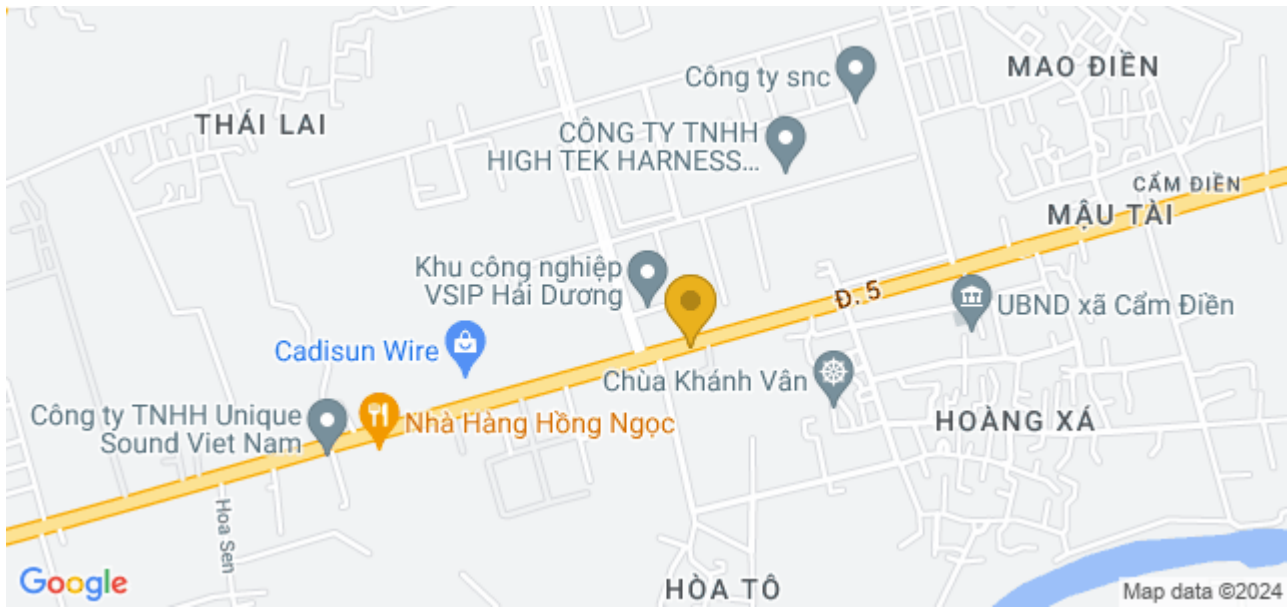 MAO ĐIỀN
Công ty snc
THÁI LAI
CÔNG TY TNHH
HIGH TEK HARNESS...
CẨM ĐIỀN
MẬU TÀI
Khu công nghiệp
VSIP Hải Dương
Đ. 5
UBND xã Cẩm Điền
Cadisun Wire
Chùa Khánh Vân
Công ty TNHH Unique
Sound Viet Nam
Nhà Hàng Hồng Ngọc
HOÀNG XÁ
Hoa Sen
HÒA TÔ
Google
Map data ©2024